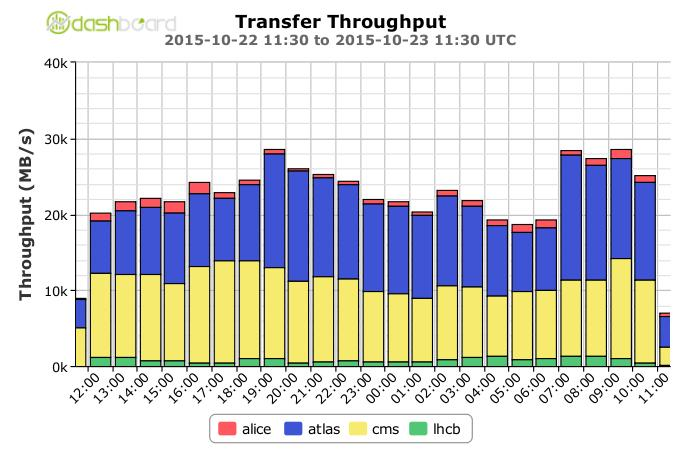 dashboard
Transfer Throughput
2015-10-22 11:30 to 2015-10-23 11:30 UTC
Throughput (MB/s)
40k
30k
20k
10k
0k
12:00 13:00 14:00 15:00 16:00 17:00 18:00 19:00 20:00 21:00 22:00 23:00 00:00 01:00 02:00 03:00 04:00 05:00 06:00 07:00 08:00 09:00 10:00 11:00
alice atlas cms lhcb